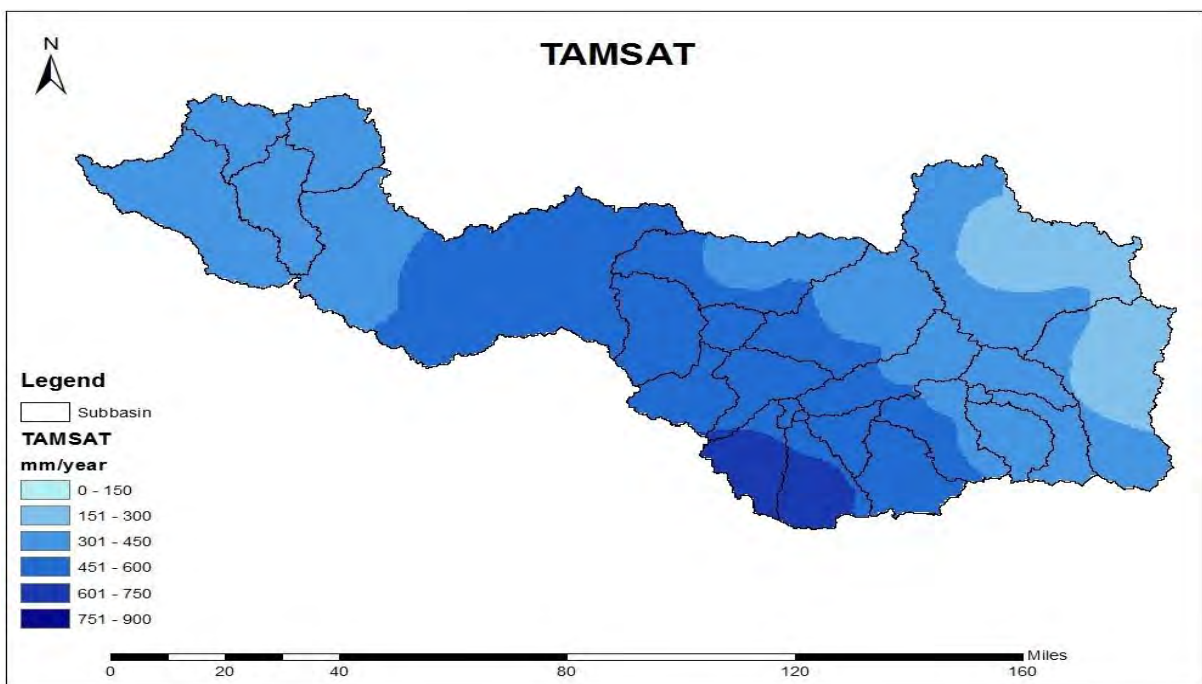 TAMSAT
N
Legend
Subbasin
TAMSAT
mm/year
0 - 150
151 - 300
301 - 450
451 - 600
601 - 750
751 - 900
Miles
0 20 40 80 120 160